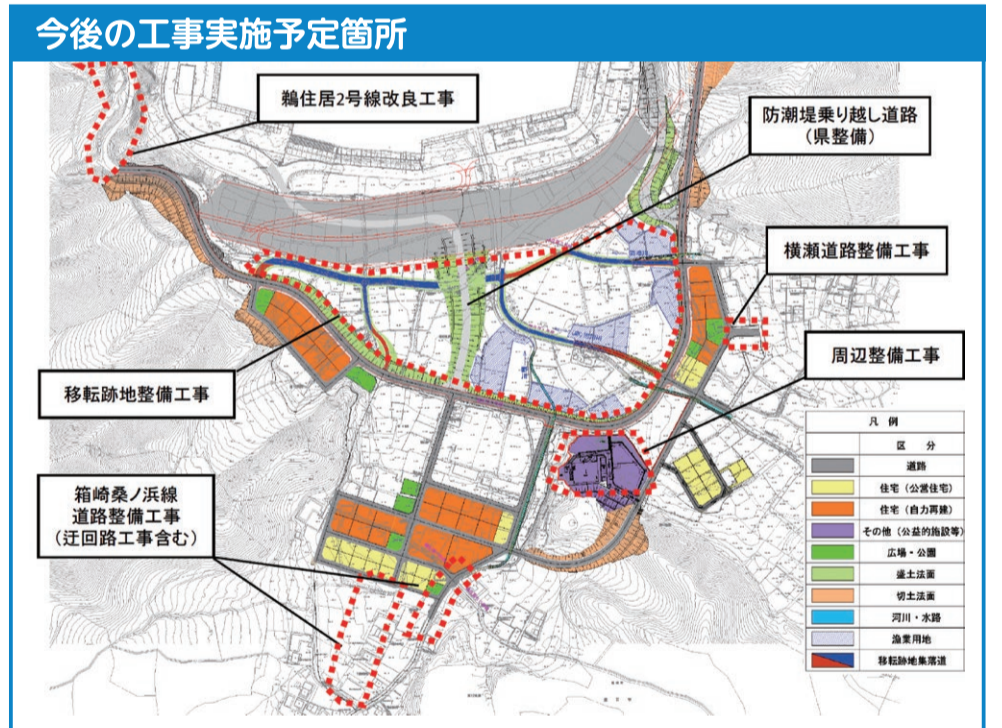 今後の工事実施予定箇所
鵜住居2号線改良工事
防潮堤乗り越し道路
（県整備）
横瀬道路整備工事
周辺整備工事
移転跡地整備工事
箱崎桑ノ浜線
道路整備工事
（迂回路工事含む）
凡 例
区 分
道路
住宅（公営住宅）
住宅（自力再建）
その他（公益的施設等）
広場・公園
盛土法面
切土法面
河川・水路
漁業用地
移転跡地集落道